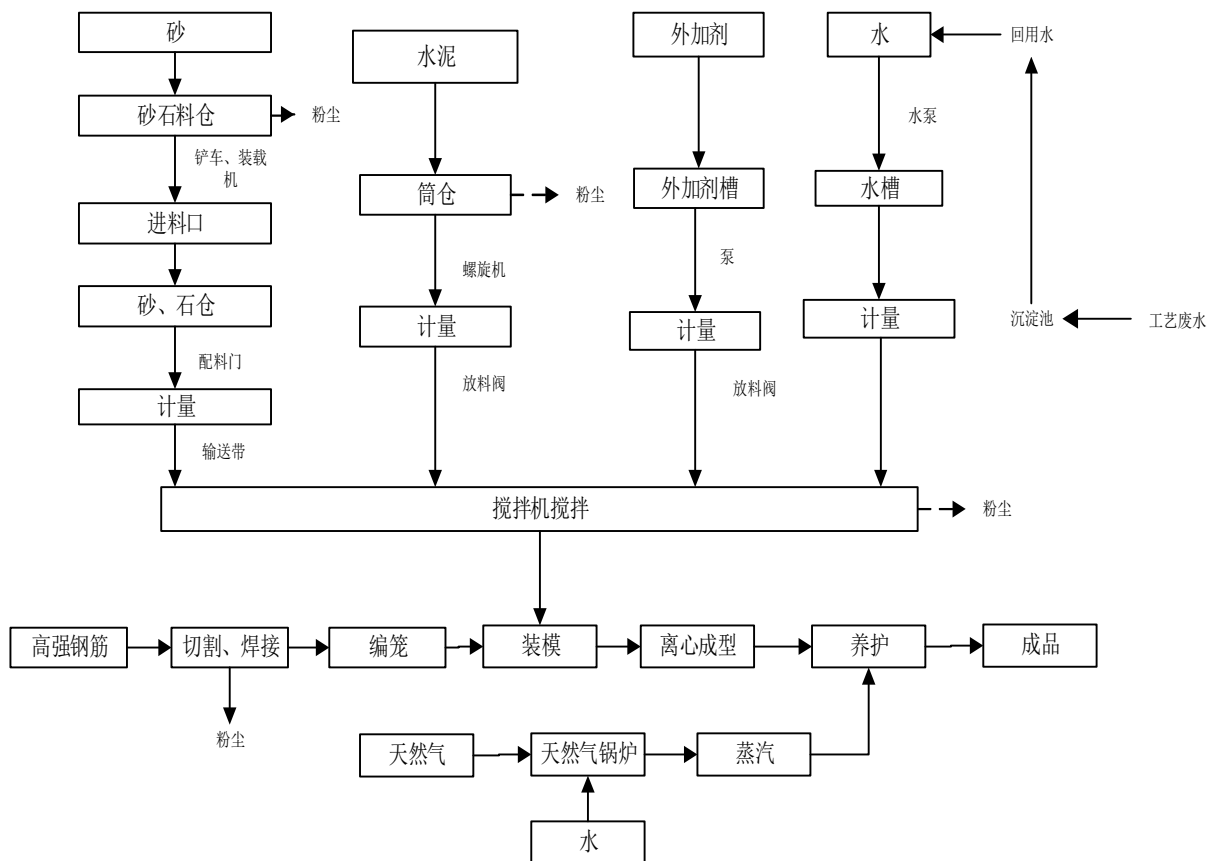 砂
水泥
外加剂
水
回用水
砂石料仓
粉尘
水泵
铲车、装载
机
筒仓
粉尘
外加剂槽
水槽
进料口
螺旋机
泵
砂、石仓
计量
计量
计量
沉淀池
工艺废水
配料门
放料阀
放料阀
计量
输送带
搅拌机搅拌
粉尘
高强钢筋
切割、焊接
编笼
装模
离心成型
养护
成品
粉尘
天然气
天然气锅炉
蒸汽
水